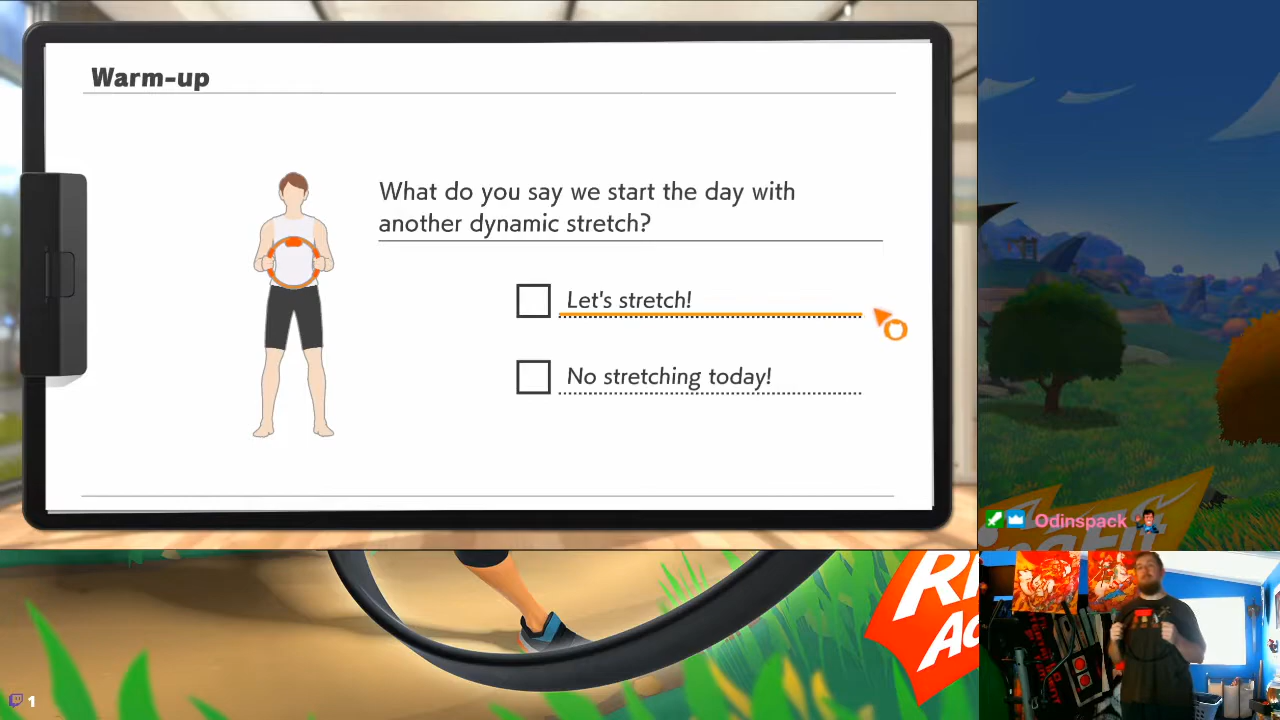 Warm-up
What do you say we start the day with
another dynamic stretch?
Let's stretch!
No stretching today!
Odinspack
1